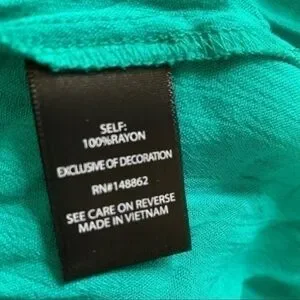 SELF:
100%RAYON
EXCLUSIVE OF DECORATION
RN#148862
SEE CARE ON REVERSE
MADE IN VIETNAM